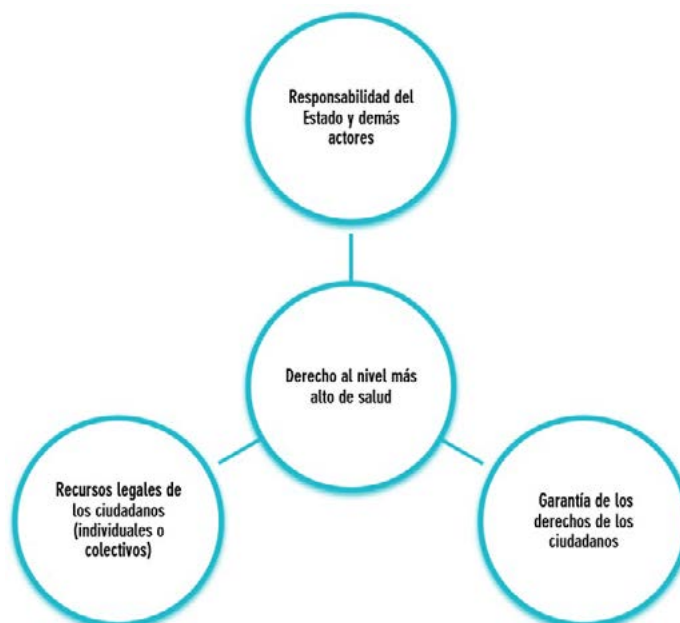 Responsabilidad del
Estado y demás
actores
Derecho al nivel más
alto de salud
Recursos legales de
los ciudadanos
(individuales o
colectivos)
Garantía de los
derechos de los
ciudadanos